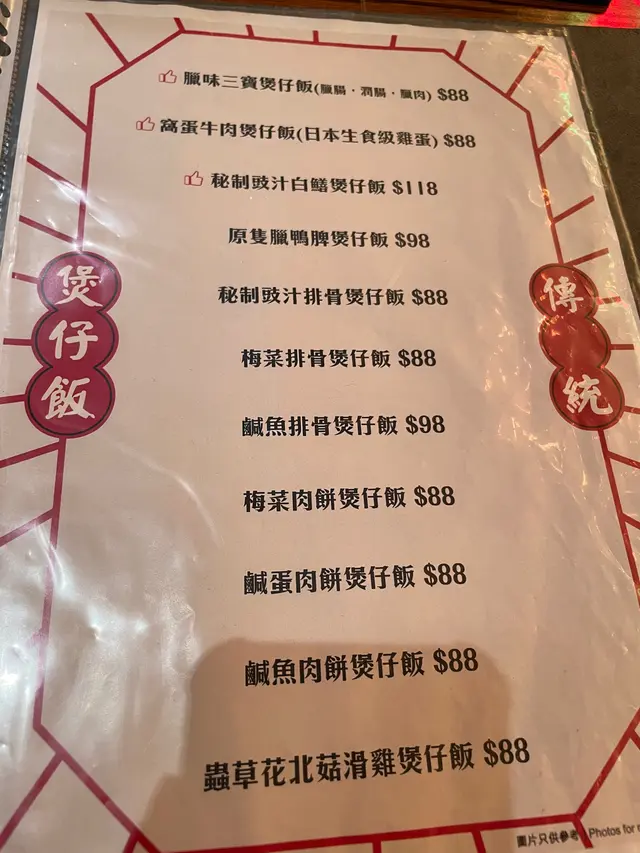 臘味三寶煲仔飯(臘腸·潤腸·臘肉) $88
窩蛋牛肉煲仔飯(日本生食級雞蛋) $88
秘制豉汁白鱔煲仔飯 $118
原隻臘鴨脾煲仔飯 $98
秘制豉汁排骨煲仔飯 $88
梅菜排骨煲仔飯 $88
鹹魚排骨煲仔飯 $98
梅菜肉餅煲仔飯 $88
鹹蛋肉餅煲仔飯 $88
鹹魚肉餅煲仔飯 $88
蟲草花北菇滑雞煲仔飯 $88
煲仔飯
傳統
圖片只供參考 Photos for